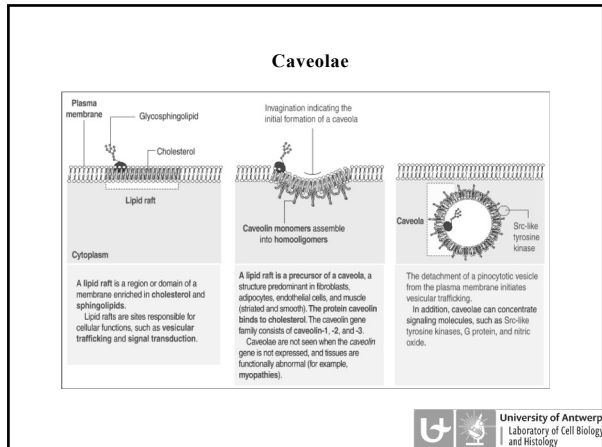 Caveolae
Plasma
membrane
Glycosphingolipid
Cholesterol
Lipid raft
Cytoplasm
A lipid raft is a region or domain of a
membrane enriched in cholesterol and
sphingolipids.
Lipid rafts are sites responsible for
cellular functions, such as vesicular
trafficking and signal transduction.
Invagination indicating the
initial formation of a caveola
Caveolin monomers assemble
into homooligomers
A lipid raft is a precursor of a caveola, a
structure predominant in fibroblasts,
adipocytes, endothelial cells, and muscle
(striated and smooth). The protein caveolin
binds to cholesterol. The caveolin gene
family consists of caveolin-1, -2, and -3.
Caveolae are not seen when the caveolin
gene is not expressed, and tissues are
functionally abnormal (for example,
myopathies).
Caveola
Src-like
tyrosine
kinase
The detachment of a pinocytotic vesicle
from the plasma membrane initiates
vesicular trafficking.
In addition, caveolae can concentrate
signaling molecules, such as Src-like
tyrosine kinases, G protein, and nitric
oxide.
University of Antwerp
Laboratory of Cell Biology
and Histology